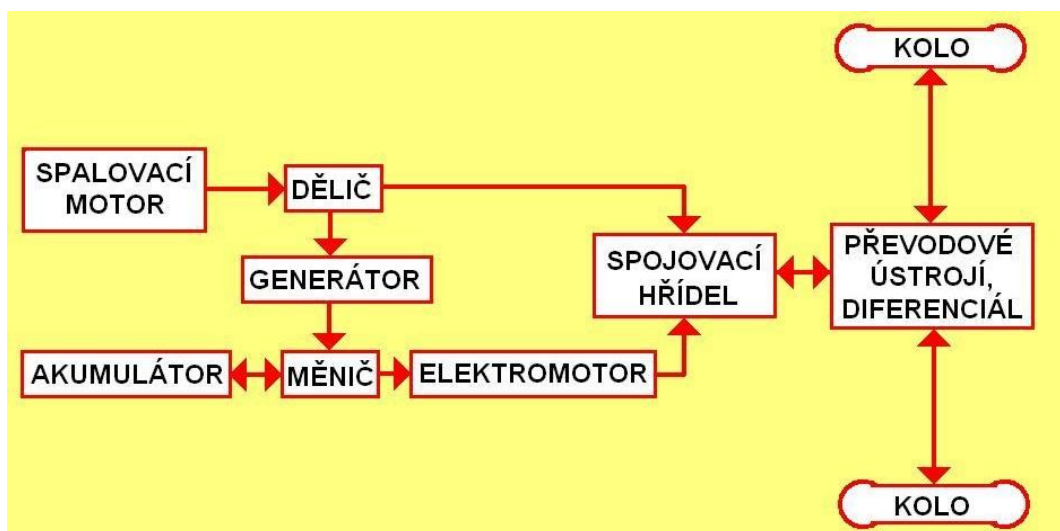 KOLO
SPALOVACÍ
MOTOR
DĚLIČ
GENERÁTOR
SPOJOVACÍ
HŘÍDEL
PŘEVODOVÉ
ÚSTROJÍ,
DIFERENCIÁL
AKUMULÁTOR
MĚNIČ
ELEKTROMOTOR
KOLO